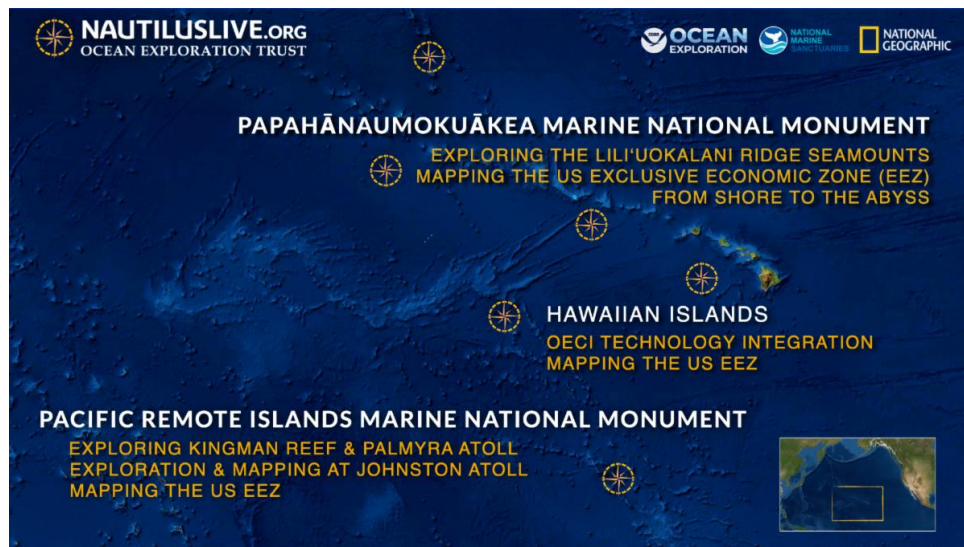 NAUTILUSLIVE.ORG
OCEAN EXPLORATION TRUST
OCEAN
EXPLORATION
NATIONAL
MARINE
SANCTUARIES
NATIONAL
GEOGRAPHIC
PAPAHĀNAUMOKUĀKEA MARINE NATIONAL MONUMENT
EXPLORING THE LILI‘UOKALANI RIDGE SEAMOUNTS
MAPPING THE US EXCLUSIVE ECONOMIC ZONE (EEZ)
FROM SHORE TO THE ABYSS
HAWAIIAN ISLANDS
OECI TECHNOLOGY INTEGRATION
MAPPING THE US EEZ
PACIFIC REMOTE ISLANDS MARINE NATIONAL MONUMENT
EXPLORING KINGMAN REEF & PALMYRA ATOLL
EXPLORATION & MAPPING AT JOHNSTON ATOLL
MAPPING THE US EEZ